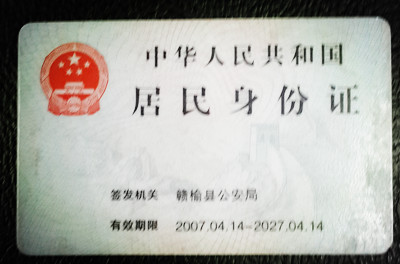 中华人民共和国
居民身份证
签发机关 赣榆县公安局
有效期限 2007.04.14-2027.04.14